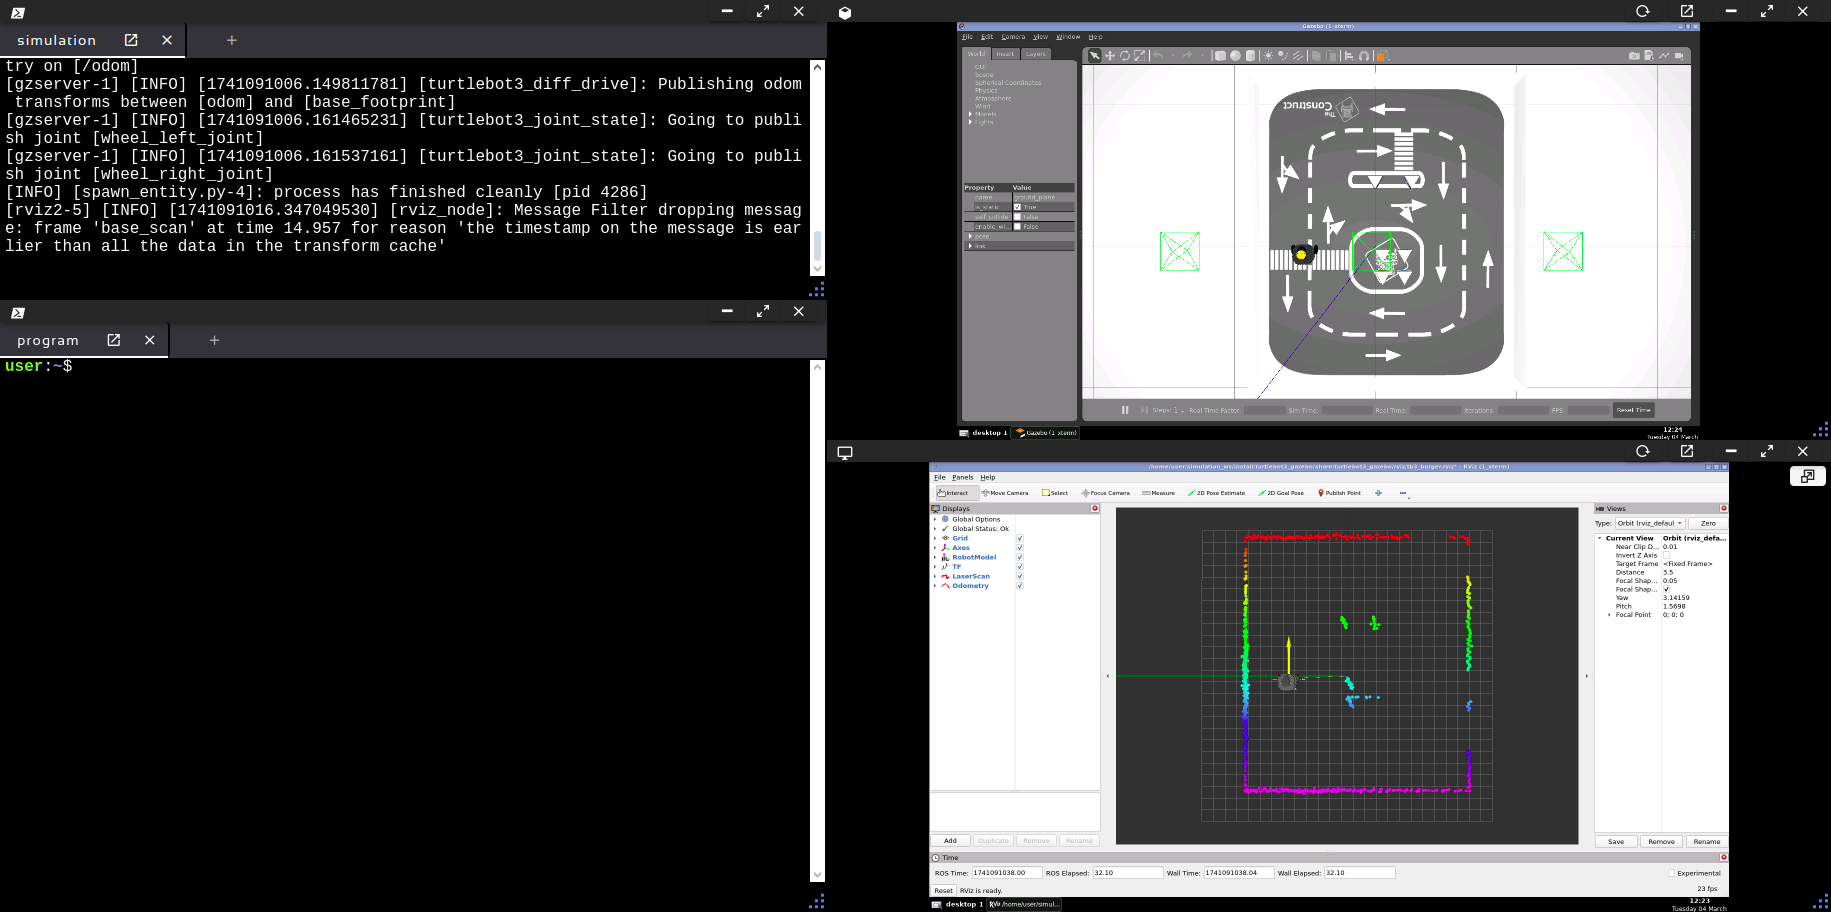 simulation
try on [/odom]
[gzserver-1] [INFO] [1741091006.149811781] [turtlebot3_diff_drive]: Publishing odom
 transforms between [odom] and [base_footprint]
[gzserver-1] [INFO] [1741091006.161465231] [turtlebot3_joint_state]: Going to publi
sh joint [wheel_left_joint]
[gzserver-1] [INFO] [1741091006.161537161] [turtlebot3_joint_state]: Going to publi
sh joint [wheel_right_joint]
[INFO] [spawn_entity.py-4]: process has finished cleanly [pid 4286]
[rviz2-5] [INFO] [1741091016.347049530] [rviz_node]: Message Filter dropping messag
e: frame 'base_scan' at time 14.957 for reason 'the timestamp on the message is ear
lier than all the data in the transform cache'
program
user:~$
Gazebo (1_xterm)
File Edit Camera View Window Help
World Insert Layers
GUI
Scene
Spherical Coordinates
Physics
Atmosphere
Wind
Models
Lights
Property Value
name ground_plane
is_static True
self_collide False
enable_wi... False
pose
link
The Construct
Steps: 1 Real Time Factor: Sim Time: Real Time: Iterations: FPS: Reset Time
desktop 1 Gazebo (1_xterm)
12:24
Tuesday 04 March
/home/user/simulation_ws/install/turtlebot3_gazebo/share/turtlebot3_gazebo/rviz/tb3_burger.rviz* - RViz (1_xterm)
File Panels Help
Interact Move Camera Select Focus Camera Measure 2D Pose Estimate 2D Goal Pose Publish Point
Displays
Global Options
Global Status: Ok
Grid
Axes
RobotModel
TF
LaserScan
Odometry
Add Duplicate Remove Rename
Views
Type: Orbit (rviz_defaul Zero
Current View Orbit (rviz_defa...
Near Clip D... 0.01
Invert Z Axis
Target Frame <Fixed Frame>
Distance 3.5
Focal Shap... 0.05
Focal Shap...
Yaw 3.14159
Pitch 1.5698
Focal Point 0; 0; 0
Save Remove Rename
Time
ROS Time: 1741091038.00 ROS Elapsed: 32.10 Wall Time: 1741091038.04 Wall Elapsed: 32.10 Experimental
Reset RViz is ready. 23 fps
desktop 1 /home/user/simul...
12:23
Tuesday 04 March